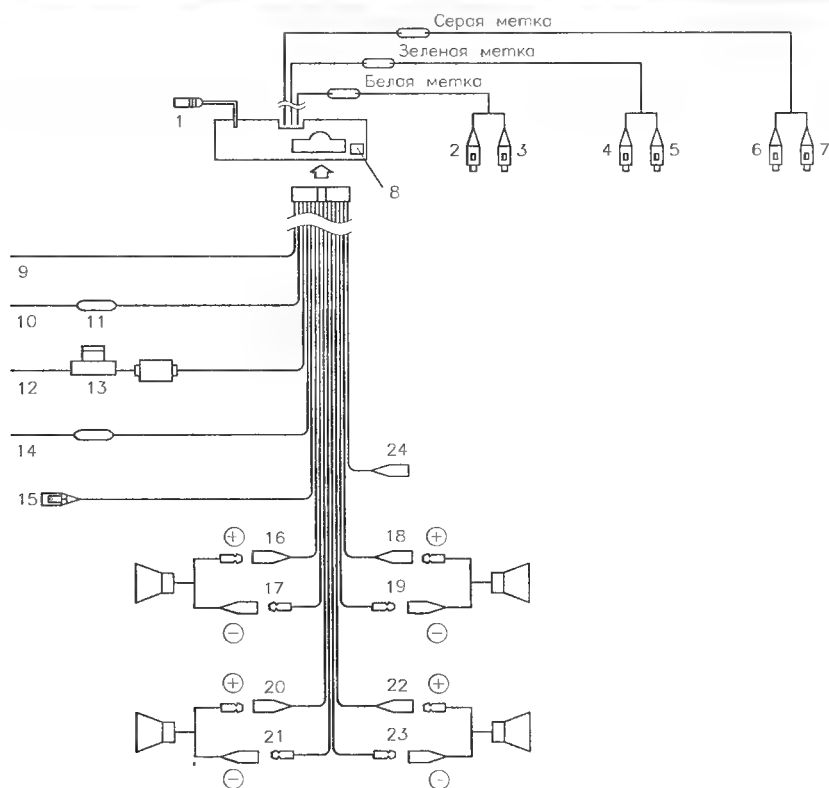 Серая метка
Зеленая метка
Белая метка
1
2 3 4 5 6 7
8
9
10 11
12 13
14
24
15
+ 16 18 +
17 19
− −
+ 20 22 +
21 23
− −